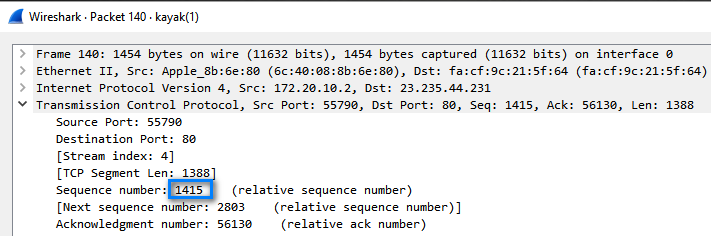 Wireshark · Packet 140 · kayak(1)
Frame 140: 1454 bytes on wire (11632 bits), 1454 bytes captured (11632 bits) on interface 0
Ethernet II, Src: Apple_8b:6e:80 (6c:40:08:8b:6e:80), Dst: fa:cf:9c:21:5f:64 (fa:cf:9c:21:5f:64)
Internet Protocol Version 4, Src: 172.20.10.2, Dst: 23.235.44.231
Transmission Control Protocol, Src Port: 55790, Dst Port: 80, Seq: 1415, Ack: 56130, Len: 1388
Source Port: 55790
Destination Port: 80
[Stream index: 4]
[TCP Segment Len: 1388]
Sequence number: 1415 (relative sequence number)
[Next sequence number: 2803 (relative sequence number)]
Acknowledgment number: 56130 (relative ack number)